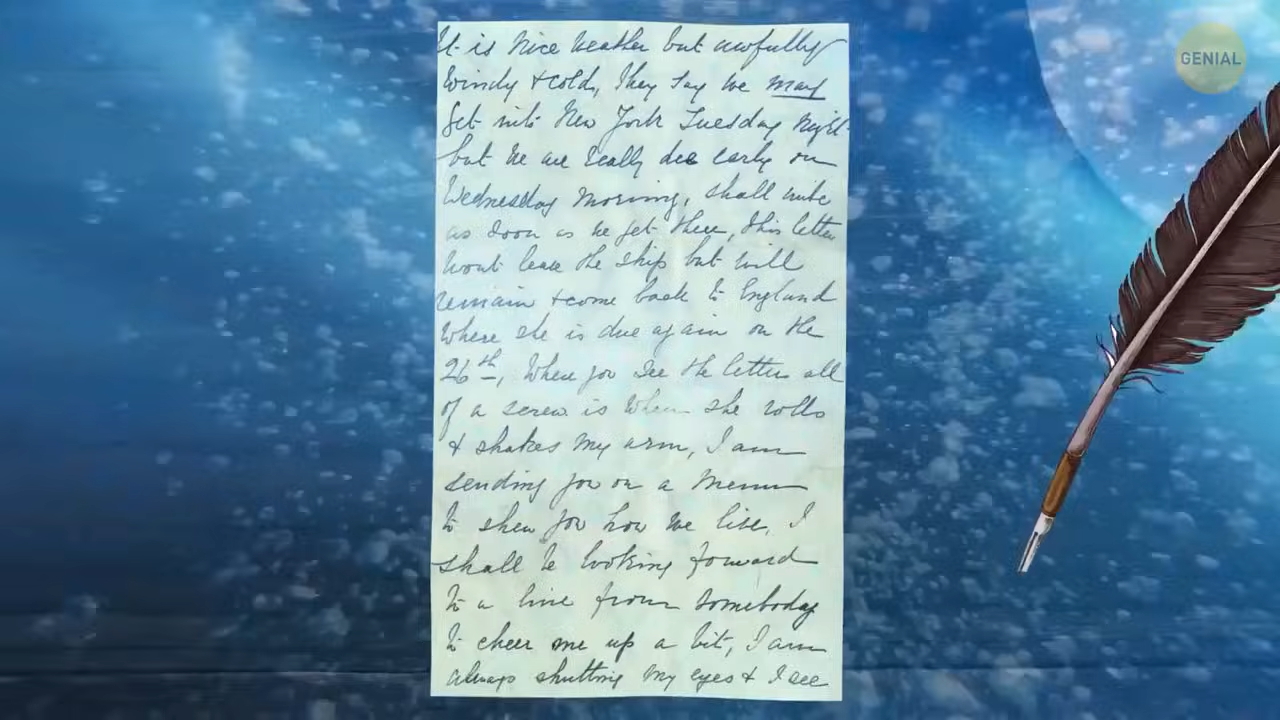 It is nice weather but awfully
windy & cold, They say we may
get into New York Tuesday night
but we are really due early on
Wednesday morning, shall write
as soon as we get there, This letter
wont leave the ship but will
remain & come back to England
where she is due again on the
26th, Where you see the letter all
of a screw is when she rolls
& shakes my arm, I am
sending you on a menu
to shew you how we live, I
shall be looking forward
to a line from somebody
to cheer me up a bit, I am
always shutting my eyes & I see
GENIAL